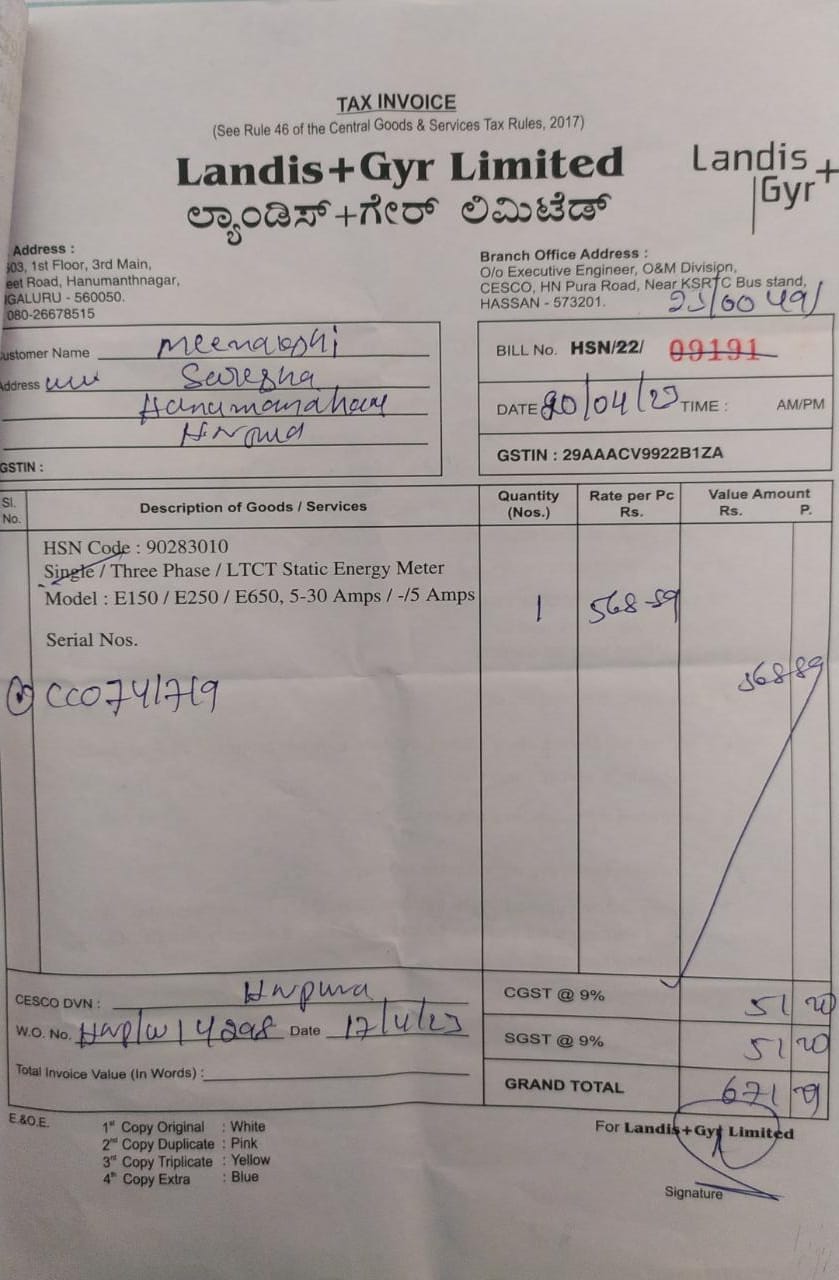 TAX INVOICE
(See Rule 46 of the Central Goods & Services Tax Rules, 2017)
Landis+Gyr Limited
Landis+Gyr
ಲ್ಯಾಂಡಿಸ್+ಗೇರ್ ಲಿಮಿಟೆಡ್
Address :
1st Floor, 3rd Main,
Road, Hanumanthnagar,
GALURU - 560050.
080-26678515
Branch Office Address :
O/o Executive Engineer, O&M Division,
CESCO, HN Pura Road, Near KSRTC Bus stand,
HASSAN - 573201.
Customer Name Meenakshi
Address Suresha
GSTIN :
BILL No. HSN/22/ 09191
DATE 20/04/23 TIME : AM/PM
GSTIN : 29AAACV9922B1ZA
Sl. No. Description of Goods / Services Quantity (Nos.) Rate per Pc Rs. Value Amount Rs. P.
HSN Code : 90283010
Single / Three Phase / LTCT Static Energy Meter
Model : E150 / E250 / E650, 5-30 Amps / -/5 Amps 1 568-89
Serial Nos.
568 89
CESCO DVN : HNpura
W.O. No. Date 17/4/23
Total Invoice Value (In Words) :
CGST @ 9% 51 20
SGST @ 9% 51 20
GRAND TOTAL 671 29
E.&O.E.
1st Copy Original : White
2nd Copy Duplicate : Pink
3rd Copy Triplicate : Yellow
4th Copy Extra : Blue
For Landis+Gyr Limited
Signature